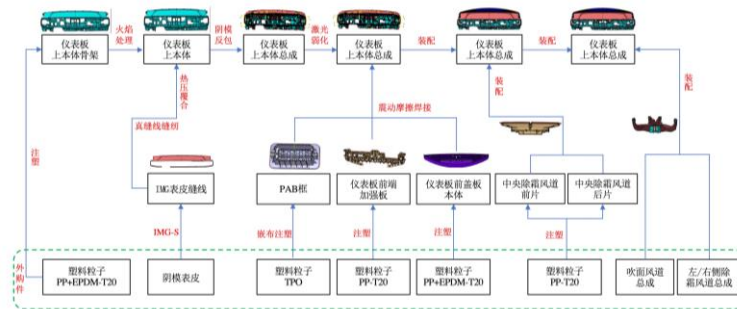 火焰
处理
阴模
反包
激光
弱化
仪表板
上本体骨架
仪表板
上本体
仪表板
上本体总成
仪表板
上本体总成
装配
仪表板
上本体总成
装配
仪表板
上本体总成
热压覆合
装配
装配
震动摩擦焊接
真缝线缝纫
注塑
IMG表皮缝线
PAB框
仪表板前端
加强板
仪表板前盖板
本体
中央除霜风道
前片
中央除霜风道
后片
IMG-S
嵌布注塑
注塑
注塑
注塑
外购件
塑料粒子
PP+EPDM-T20
阴模表皮
塑料粒子
TPO
塑料粒子
PP-T20
塑料粒子
PP+EPDM-T20
塑料粒子
PP-T20
吹面风道
总成
左/右侧除
霜风道总成